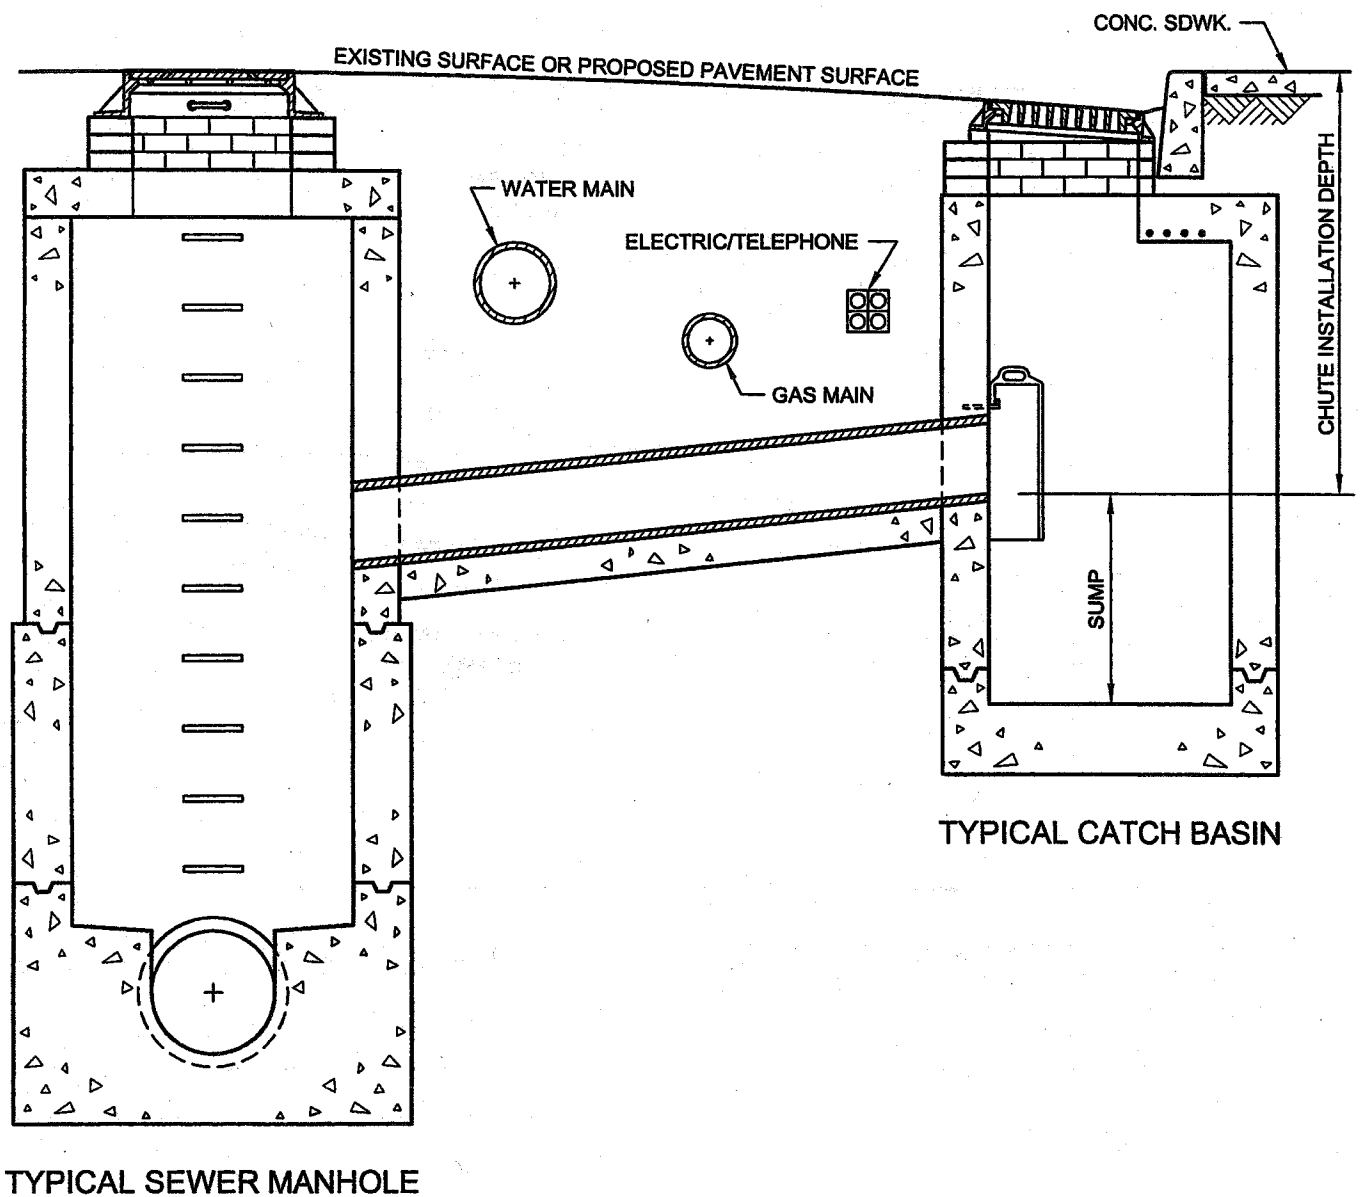 CONC. SDWK.
EXISTING SURFACE OR PROPOSED PAVEMENT SURFACE
WATER MAIN
ELECTRIC/TELEPHONE
GAS MAIN
CHUTE INSTALLATION DEPTH
SUMP
TYPICAL CATCH BASIN
TYPICAL SEWER MANHOLE